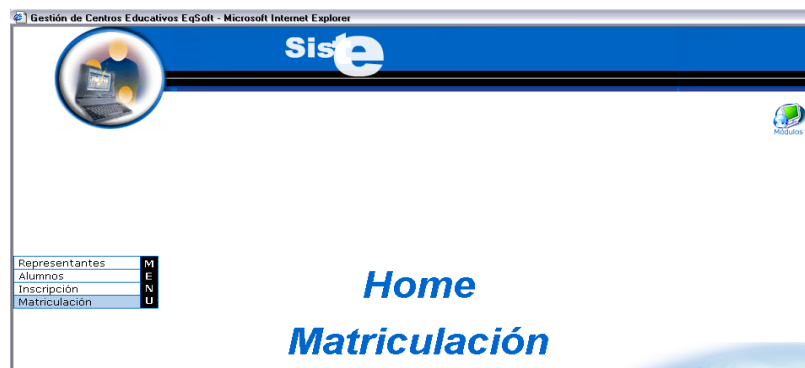 Gestión de Centros Educativos EqSoft - Microsoft Internet Explorer
Siste
Módulos
Representantes
Alumnos
Inscripción
Matriculación
MENU
Home
Matriculación